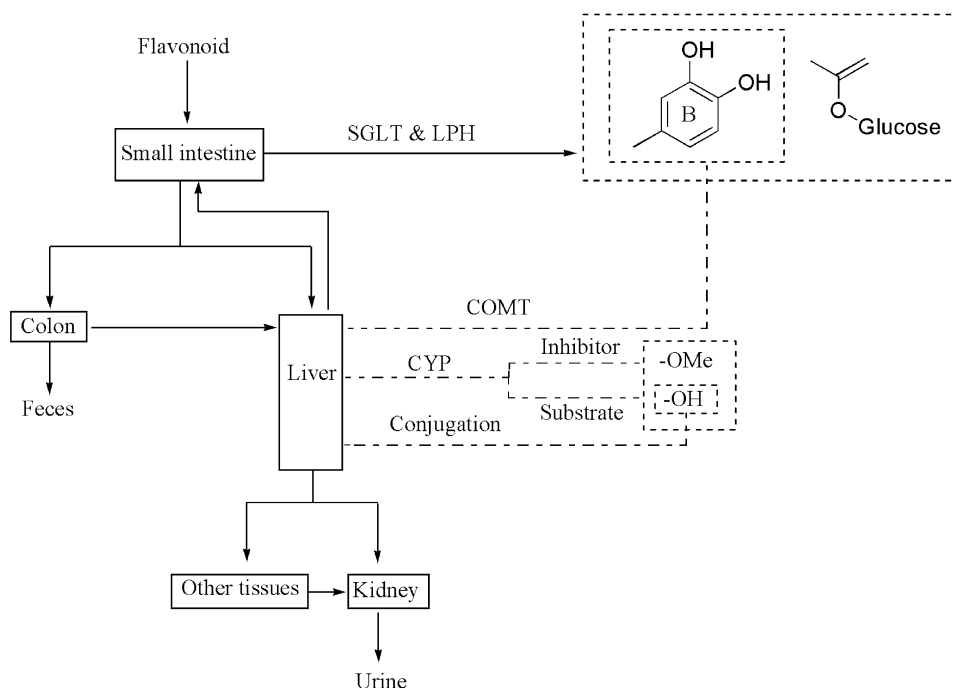 Flavonoid
OH
OH
B
O
Glucose
SGLT & LPH
Small intestine
COMT
Colon
Inhibitor
-OMe
Liver
CYP
-OH
Substrate
Feces
Conjugation
Other tissues
Kidney
Urine